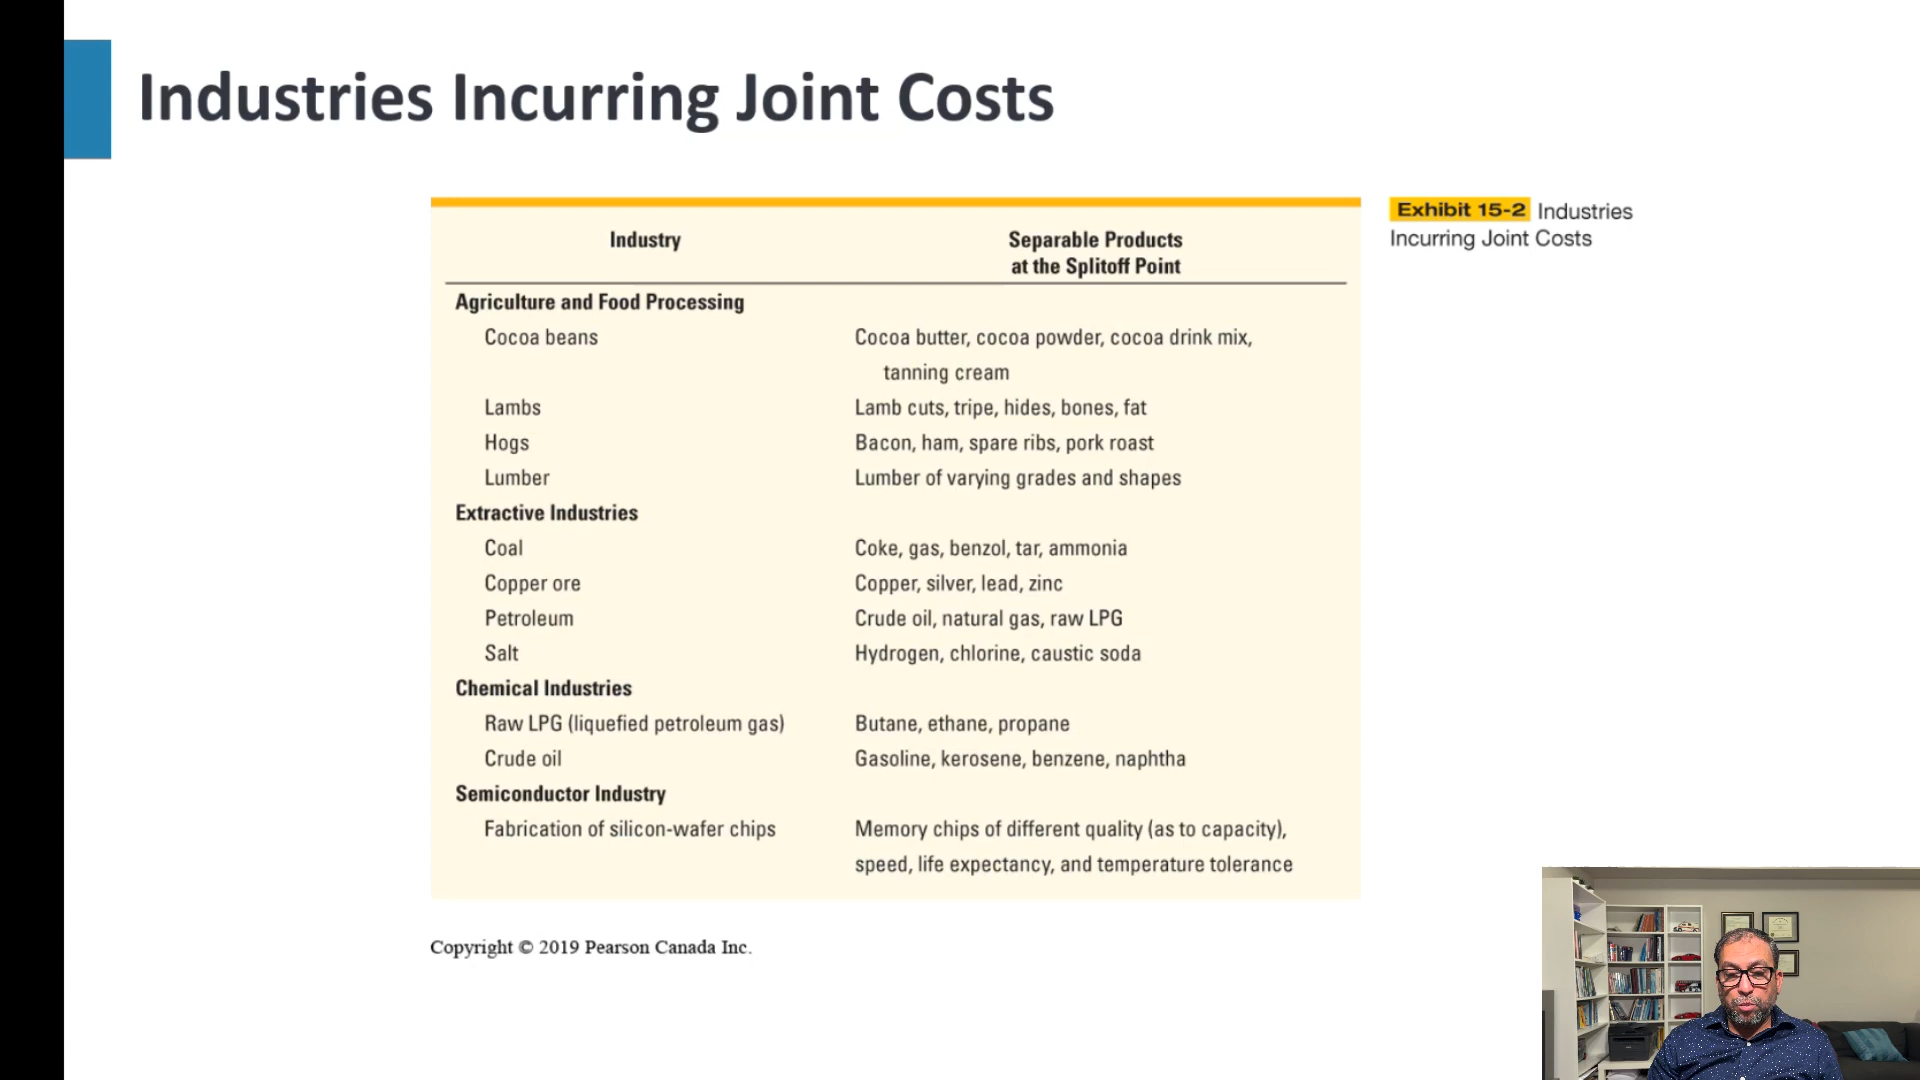 Industries Incurring Joint Costs
Exhibit 15-2 Industries
Incurring Joint Costs
Industry Separable Products
at the Splitoff Point
Agriculture and Food Processing
Cocoa beans Cocoa butter, cocoa powder, cocoa drink mix,
tanning cream
Lambs Lamb cuts, tripe, hides, bones, fat
Hogs Bacon, ham, spare ribs, pork roast
Lumber Lumber of varying grades and shapes
Extractive Industries
Coal Coke, gas, benzol, tar, ammonia
Copper ore Copper, silver, lead, zinc
Petroleum Crude oil, natural gas, raw LPG
Salt Hydrogen, chlorine, caustic soda
Chemical Industries
Raw LPG (liquefied petroleum gas) Butane, ethane, propane
Crude oil Gasoline, kerosene, benzene, naphtha
Semiconductor Industry
Fabrication of silicon-wafer chips Memory chips of different quality (as to capacity),
speed, life expectancy, and temperature tolerance
Copyright © 2019 Pearson Canada Inc.